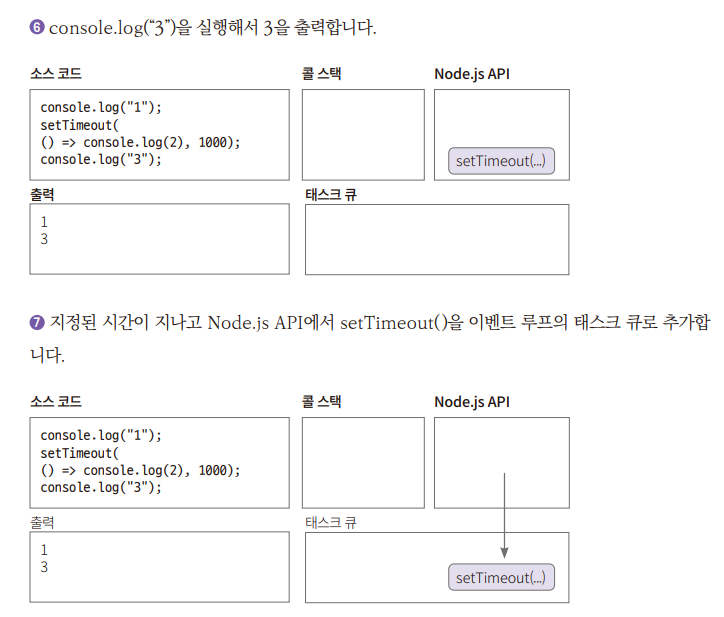 ❻ console.log(“3”)을 실행해서 3을 출력합니다.
소스 코드 콜 스택 Node.js API
console.log("1");
setTimeout(
() => console.log(2), 1000);
console.log("3");
setTimeout(...)
출력 태스크 큐
1
3
❼ 지정된 시간이 지나고 Node.js API에서 setTimeout()을 이벤트 루프의 태스크 큐로 추가합
니다.
소스 코드 콜 스택 Node.js API
console.log("1");
setTimeout(
() => console.log(2), 1000);
console.log("3");
출력 태스크 큐
1
3
setTimeout(...)